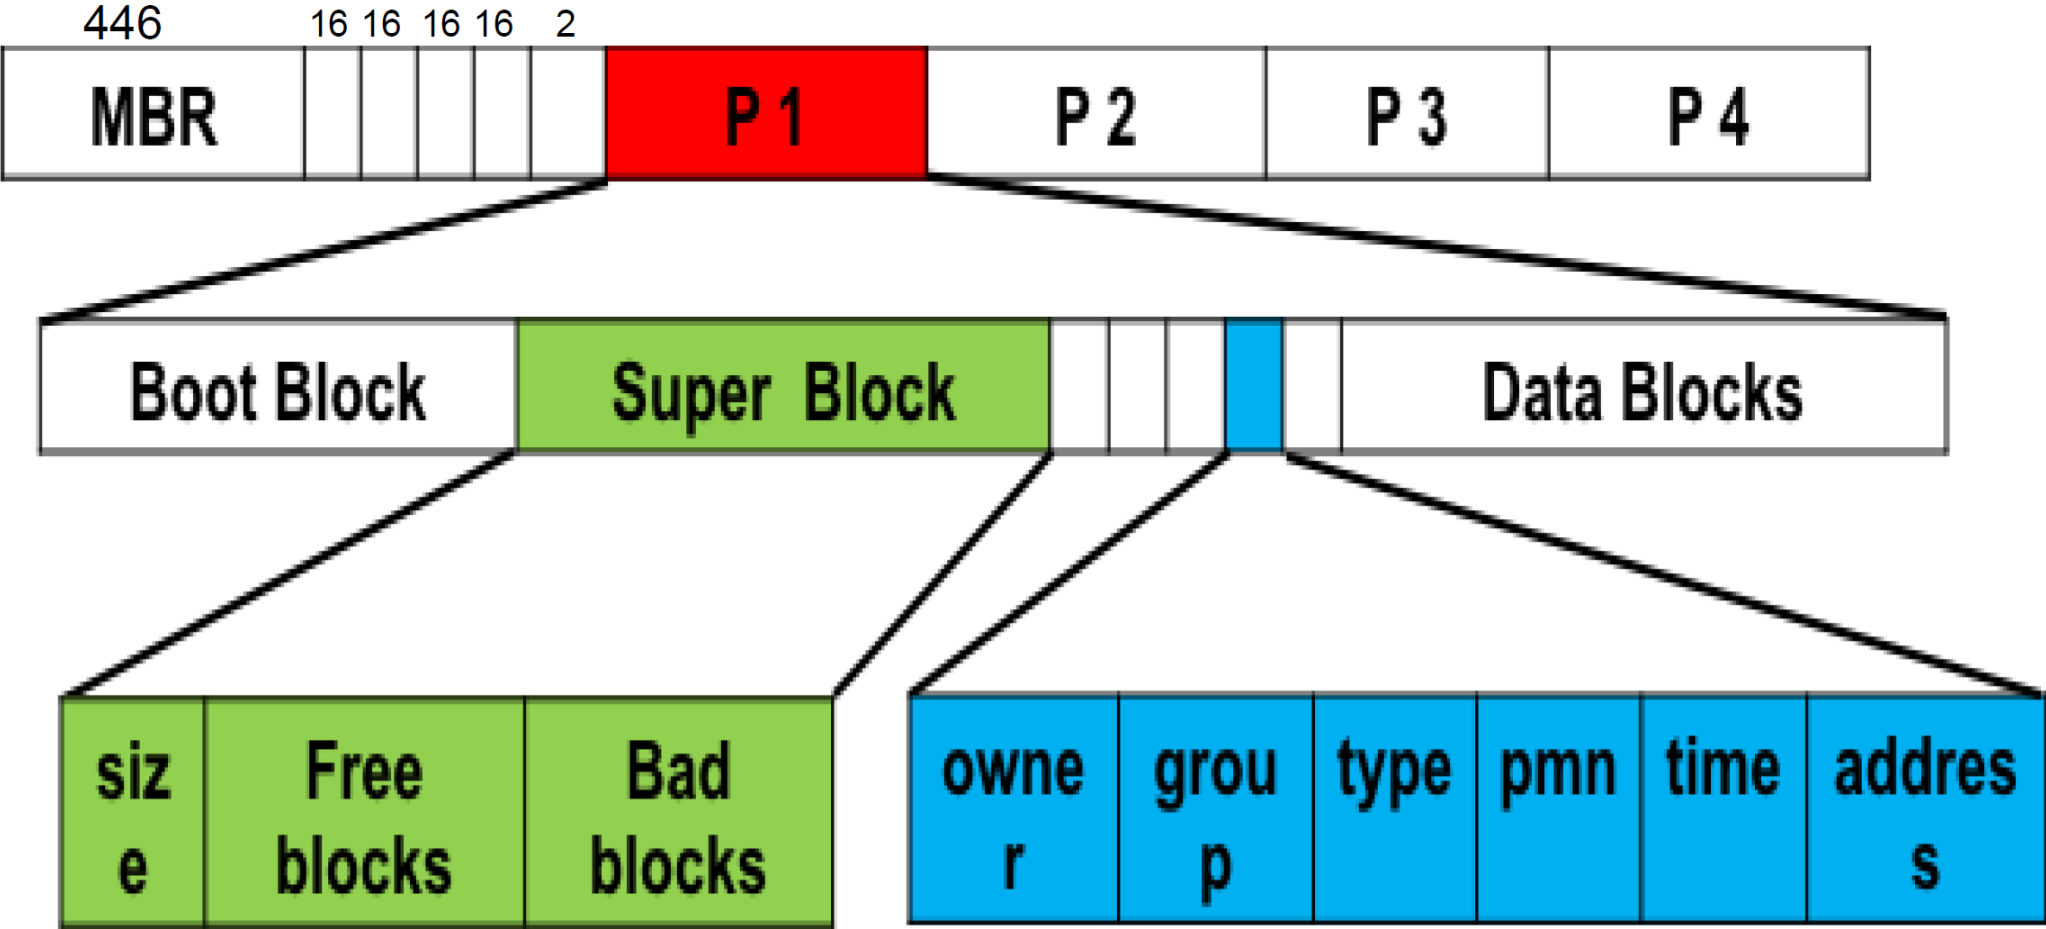 446 16 16 16 16 2
MBR P 1 P 2 P 3 P 4
Boot Block Super Block Data Blocks
siz Free Bad owne grou type pmn time addres
e blocks blocks r p s